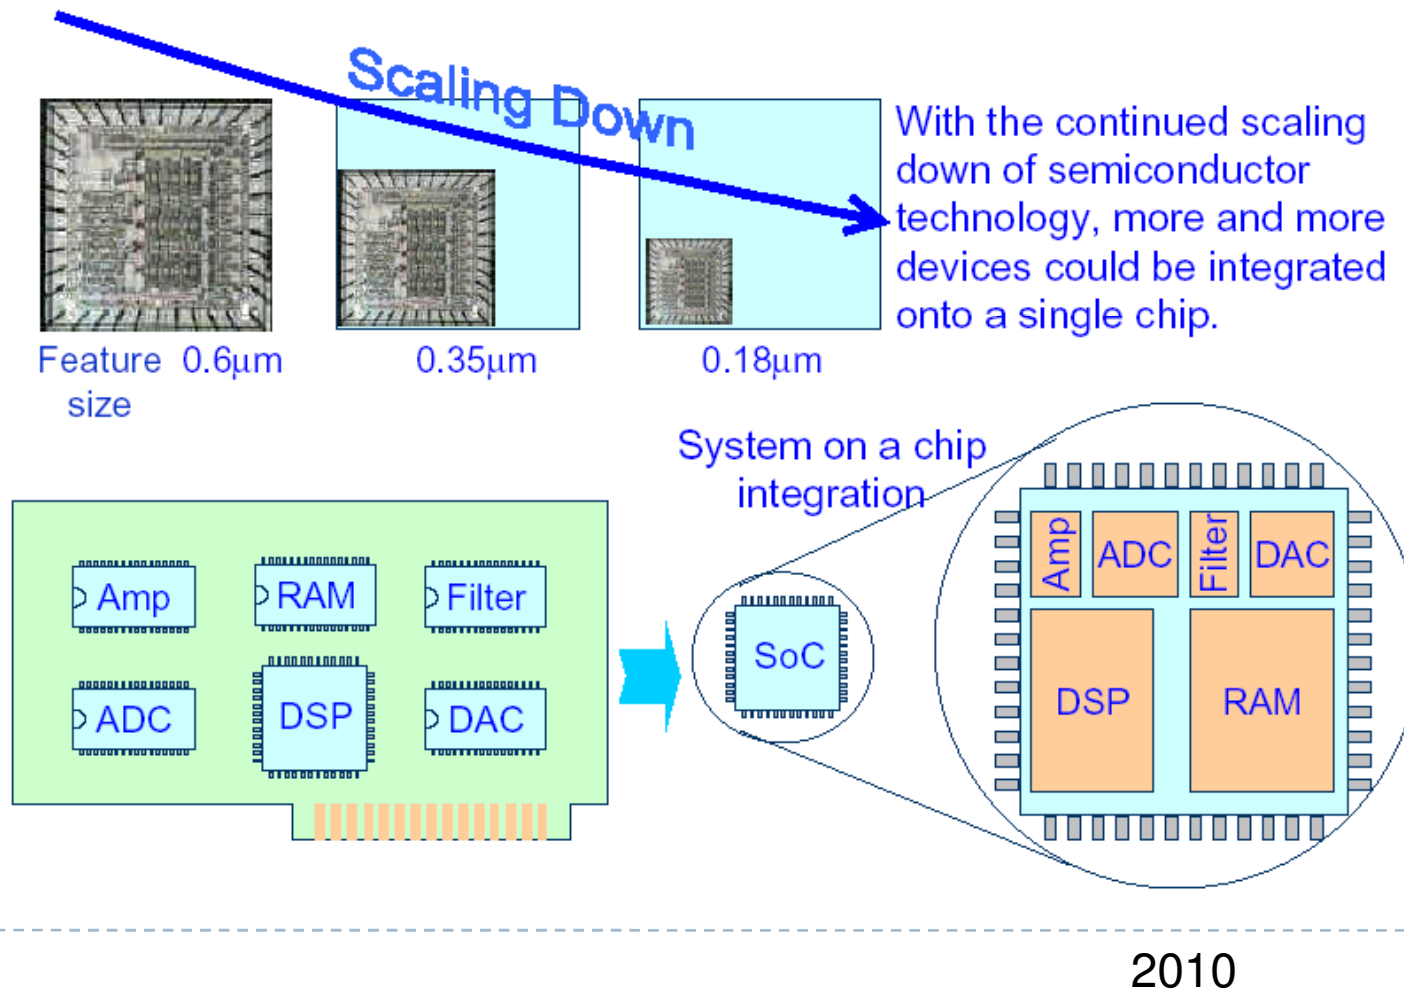 Scaling Down
With the continued scaling
down of semiconductor
technology, more and more
devices could be integrated
onto a single chip.
Feature 0.6μm
size
0.35μm
0.18μm
System on a chip
integration
Amp
RAM
Filter
ADC
DSP
DAC
SoC
Amp
ADC
Filter
DAC
DSP
RAM
2010